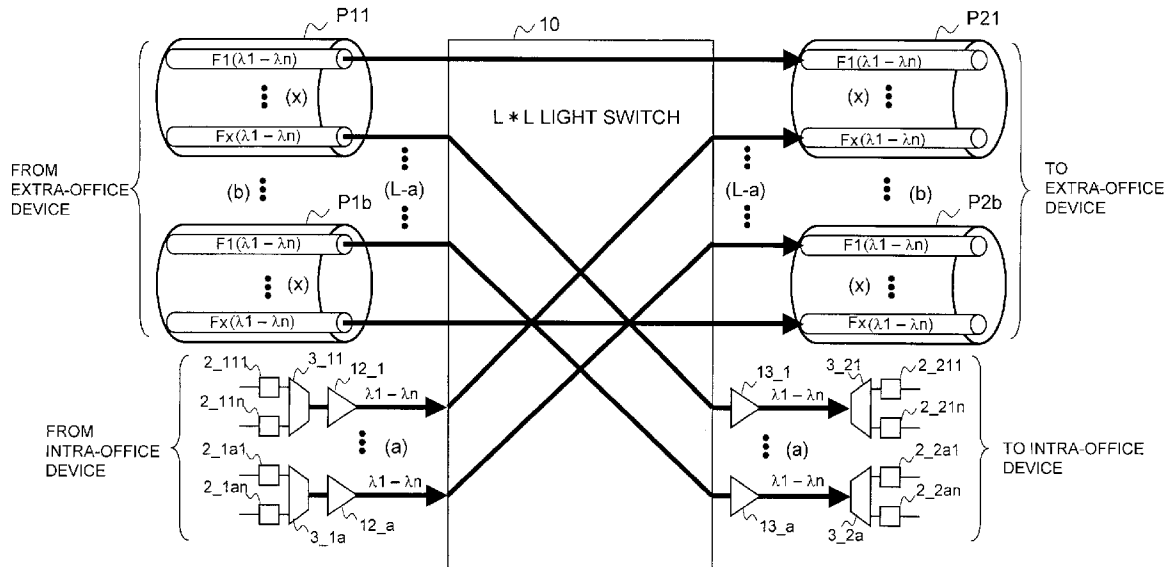 P11
10
P21
F1(λ1 – λn)
F1(λ1 – λn)
(x)
(x)
L * L LIGHT SWITCH
Fx(λ1 – λn)
Fx(λ1 – λn)
FROM
EXTRA-OFFICE
DEVICE
(b)
(L-a)
(L-a)
(b)
TO
EXTRA-OFFICE
DEVICE
P1b
P2b
F1(λ1 – λn)
F1(λ1 – λn)
(x)
(x)
Fx(λ1 – λn)
Fx(λ1 – λn)
2_111
3_11
12_1
λ1 – λn
13_1
λ1 – λn
3_21
2_211
2_11n
2_21n
FROM
INTRA-OFFICE
DEVICE
(a)
(a)
TO INTRA-OFFICE
DEVICE
2_1a1
2_2a1
2_1an
λ1 – λn
λ1 – λn
2_2an
3_1a
12_a
13_a
3_2a